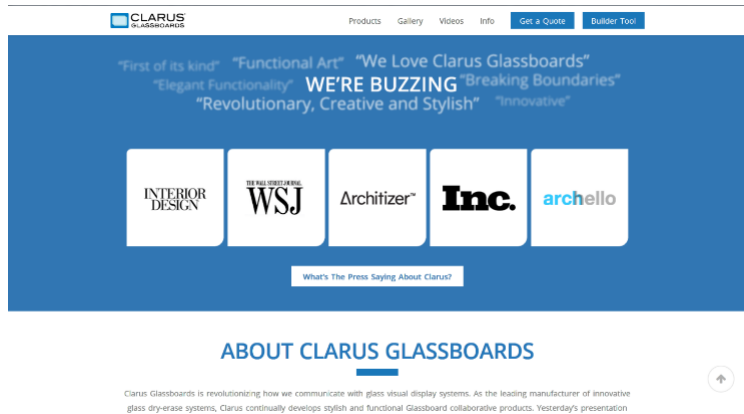 CLARUS
GLASSBOARDS
Products Gallery Videos Info Get a Quote Builder Tool
“First of its kind” “Functional Art” “We Love Clarus Glassboards”
“Elegant Functionality” WE'RE BUZZING “Breaking Boundaries”
“Revolutionary, Creative and Stylish” “Innovative”
INTERIOR
DESIGN
THE WALL STREET JOURNAL
WSJ
Architizer™
Inc.
archello
What's The Press Saying About Clarus?
ABOUT CLARUS GLASSBOARDS
Clarus Glassboards is revolutionizing how we communicate with glass visual display systems. As the leading manufacturer of innovative
glass dry-erase systems, Clarus continually develops stylish and functional Glassboard collaborative products. Yesterday's presentation